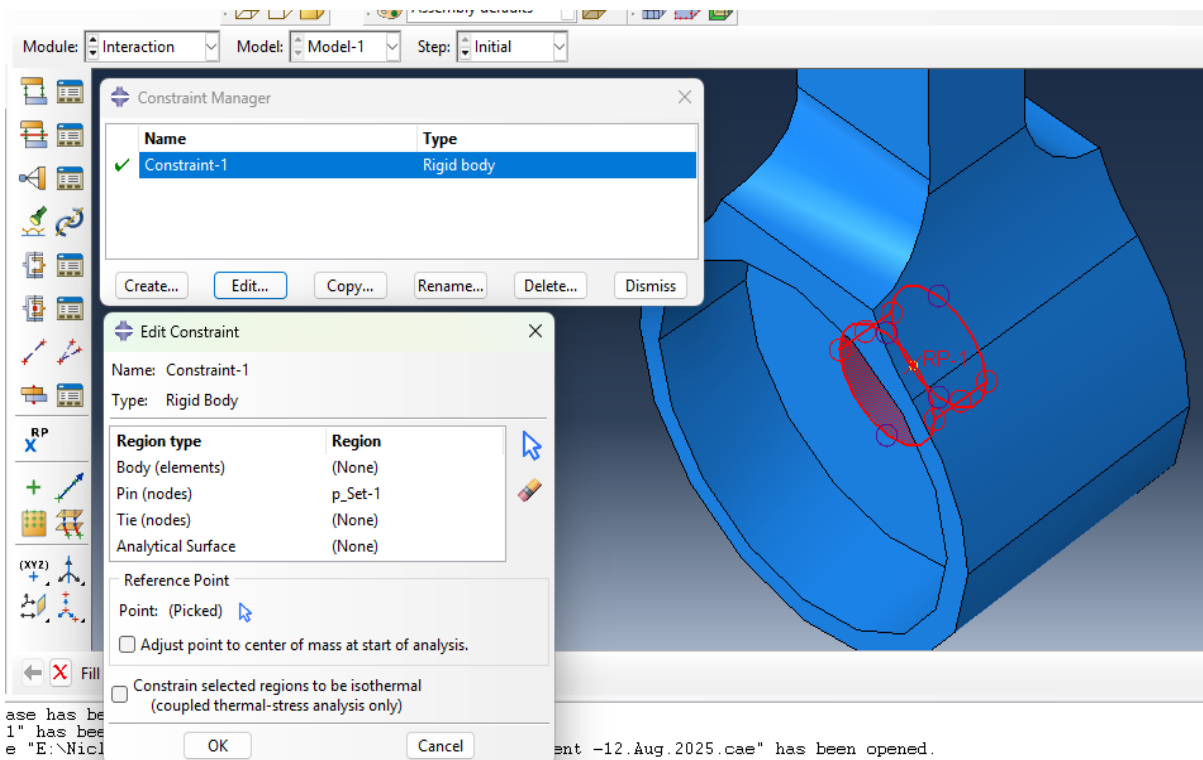 Assembly defaults
Module: Interaction Model: Model-1 Step: Initial
Constraint Manager
Name Type
Constraint-1 Rigid body
Create... Edit... Copy... Rename... Delete... Dismiss
Edit Constraint
Name: Constraint-1
Type: Rigid Body
Region type Region
Body (elements) (None)
Pin (nodes) p_Set-1
Tie (nodes) (None)
Analytical Surface (None)
Reference Point
Point: (Picked)
Adjust point to center of mass at start of analysis.
Constrain selected regions to be isothermal
(coupled thermal-stress analysis only)
OK Cancel
RP-1
RP
(XYZ)
Fill
ase has be
1" has bee
e "E:\Nicl ent -12.Aug.2025.cae" has been opened.